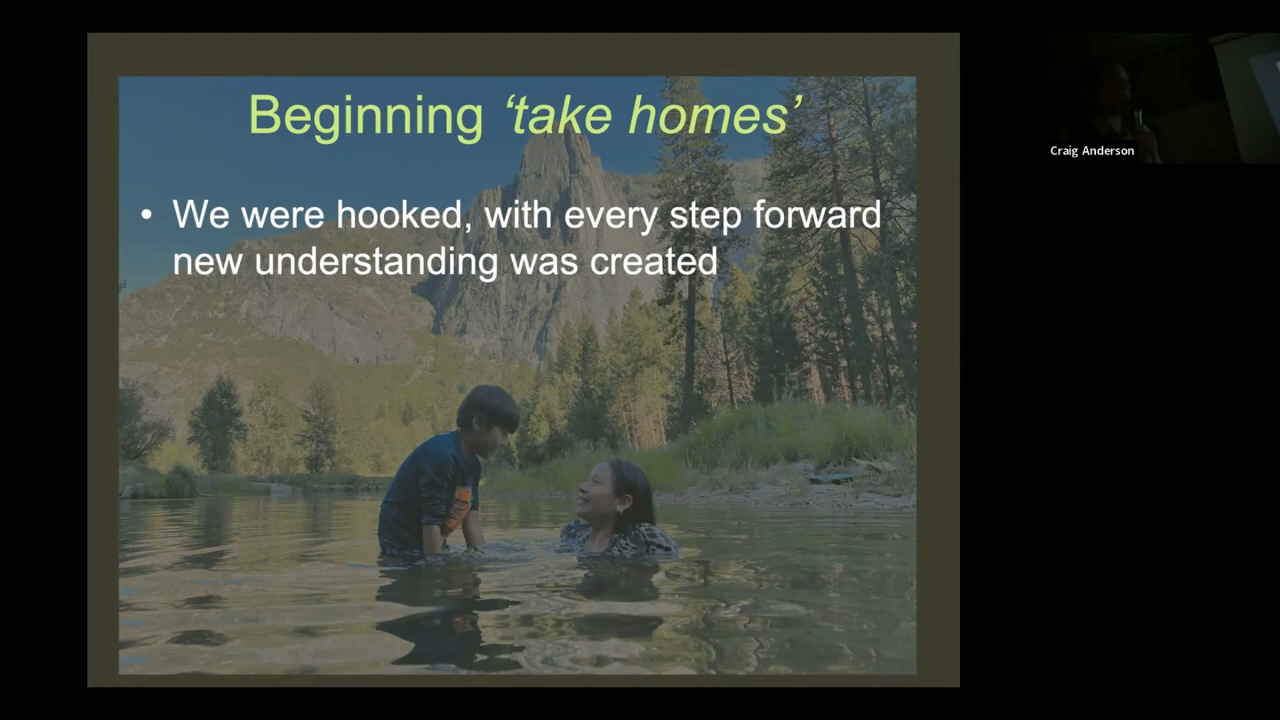 Beginning ‘take homes’
• We were hooked, with every step forward
new understanding was created
Craig Anderson